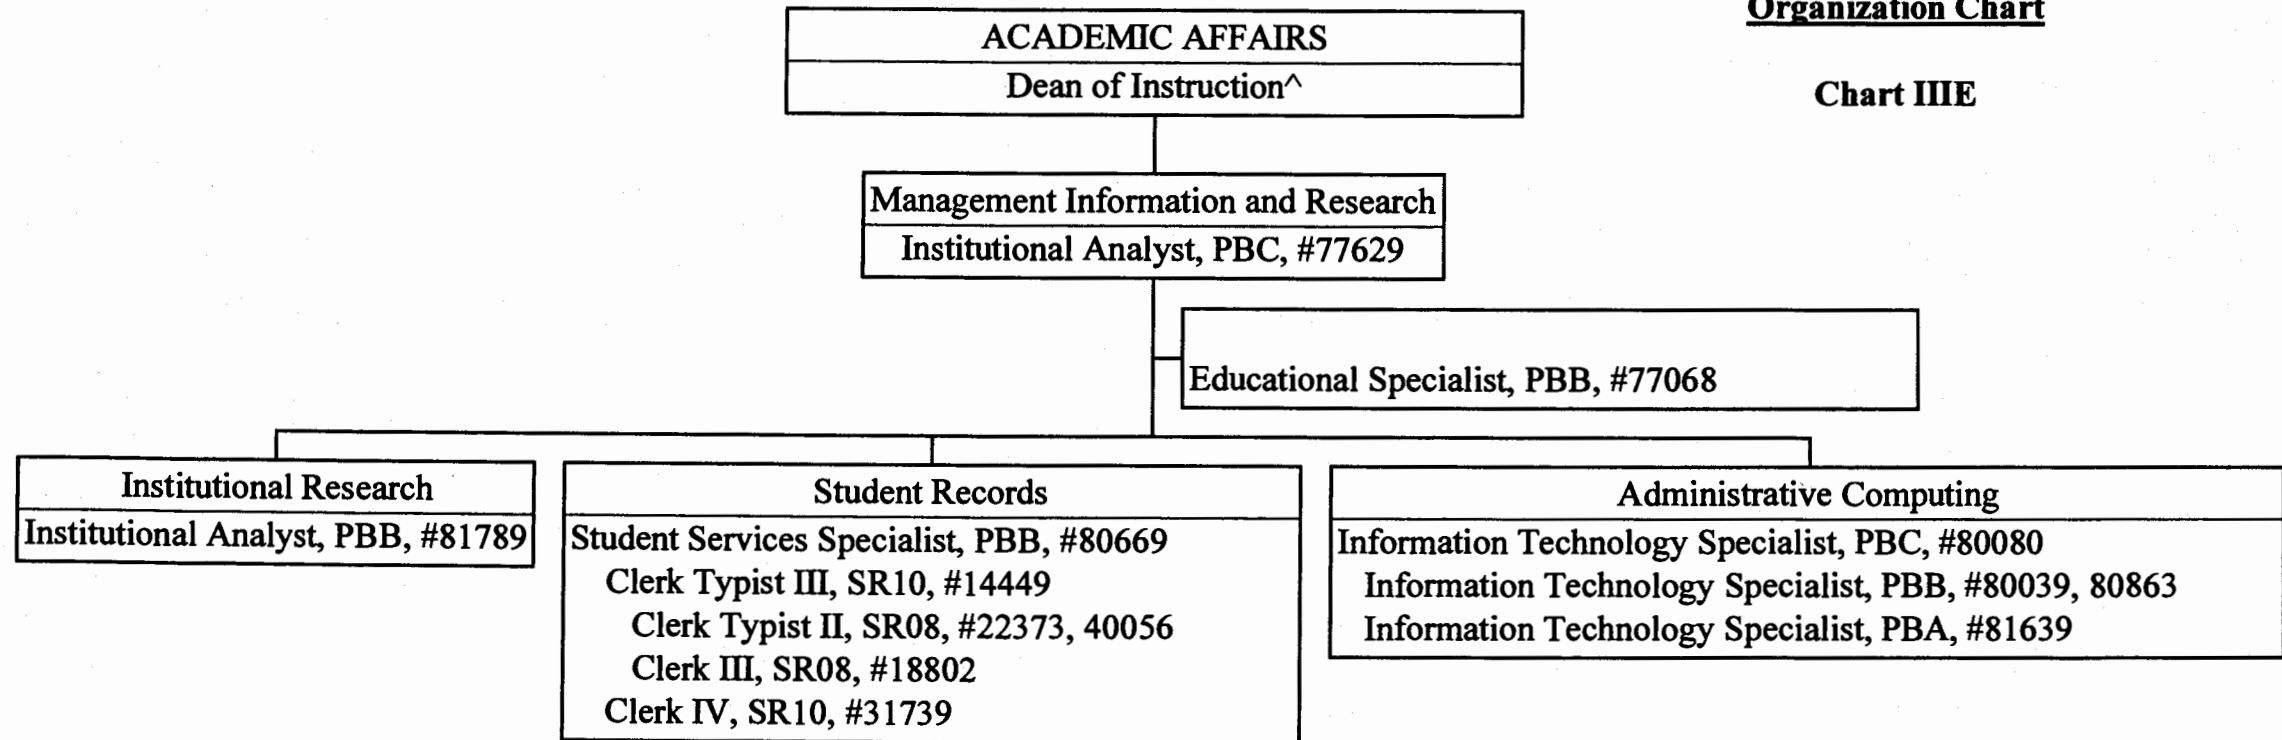 Organization Chart
Chart IIIE
ACADEMIC AFFAIRS
Dean of Instruction^
Management Information and Research
Institutional Analyst, PBC, #77629
Educational Specialist, PBB, #77068
Institutional Research
Institutional Analyst, PBB, #81789
Student Records
Student Services Specialist, PBB, #80669
Clerk Typist III, SR10, #14449
Clerk Typist II, SR08, #22373, 40056
Clerk III, SR08, #18802
Clerk IV, SR10, #31739
Administrative Computing
Information Technology Specialist, PBC, #80080
Information Technology Specialist, PBB, #80039, 80863
Information Technology Specialist, PBA, #81639